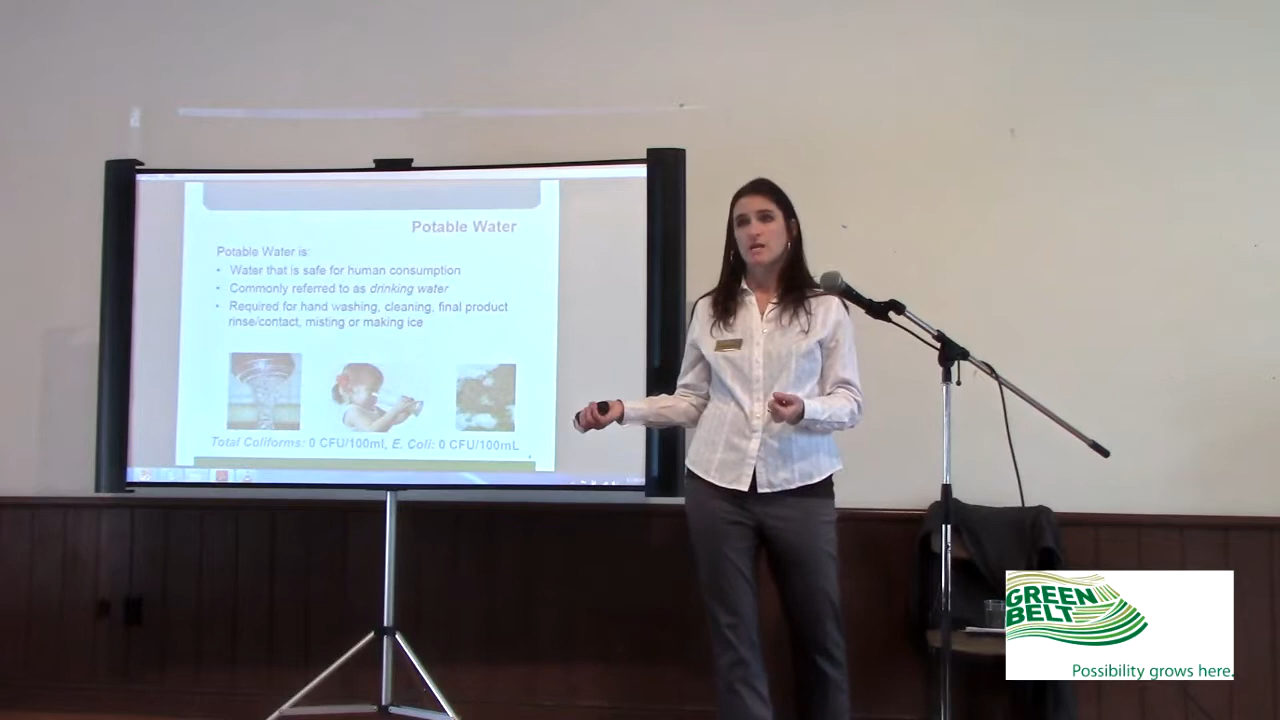 Potable Water
Potable Water is:
• Water that is safe for human consumption
• Commonly referred to as drinking water
• Required for hand washing, cleaning, final product
rinse/contact, misting or making ice
Total Coliforms: 0 CFU/100ml, E. Coli: 0 CFU/100mL
GREEN
BELT
Possibility grows here.